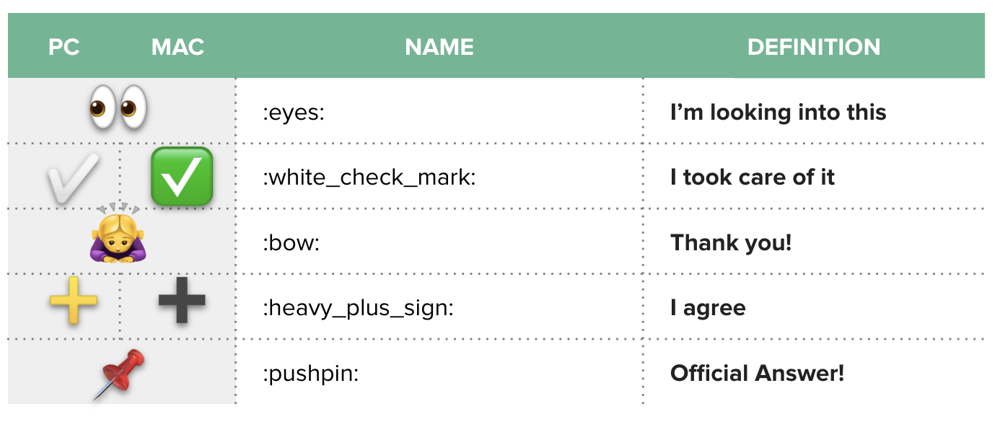 PC MAC NAME DEFINITION
:eyes: I’m looking into this
:white_check_mark: I took care of it
:bow: Thank you!
:heavy_plus_sign: I agree
:pushpin: Official Answer!